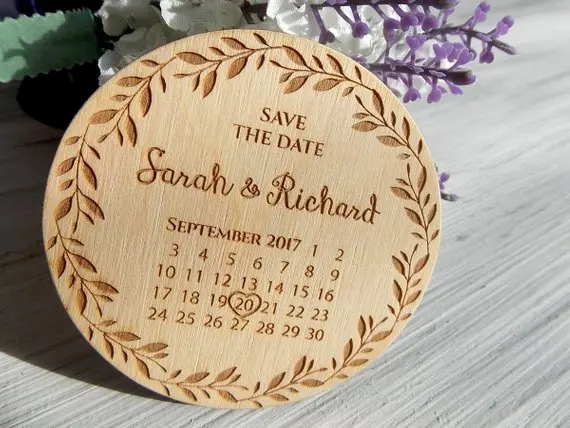 SAVE
THE DATE
Sarah & Richard
SEPTEMBER 2017 1 2
3 4 5 6 7 8 9
10 11 12 13 14 15 16
17 18 19 20 21 22 23
24 25 26 27 28 29 30